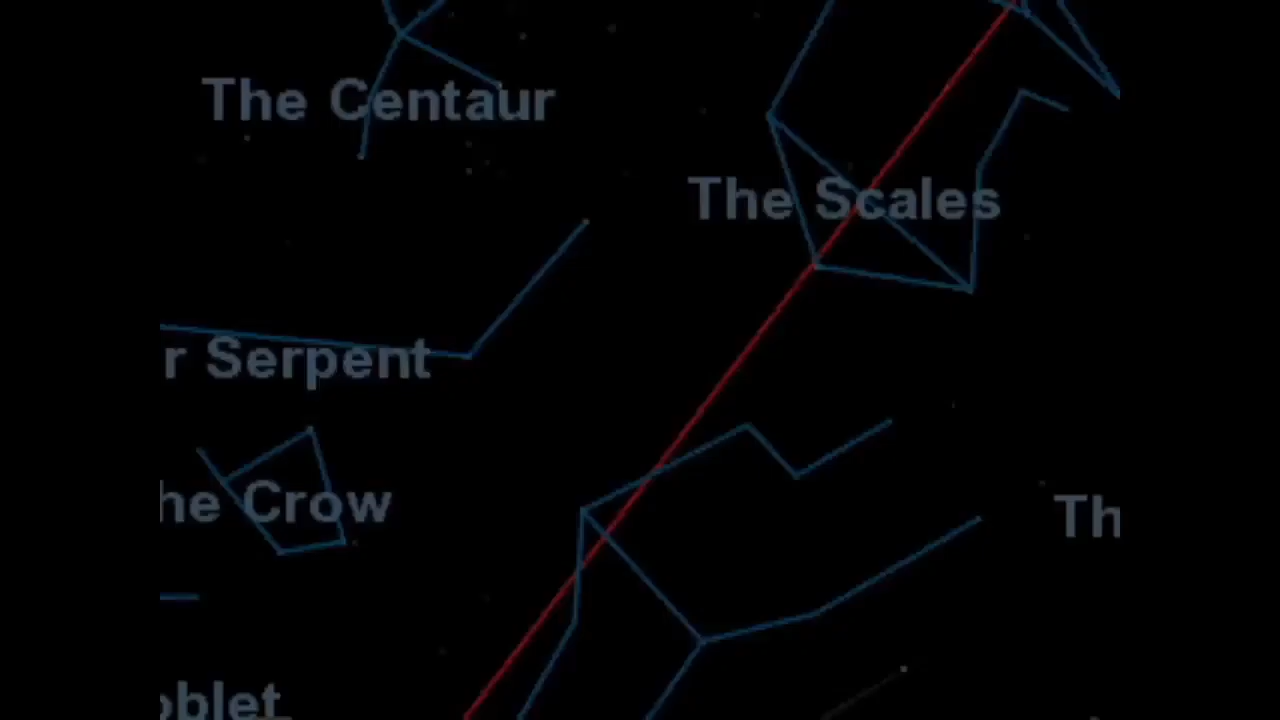 The Centaur
The Scales
r Serpent
he Crow
Th
oblet